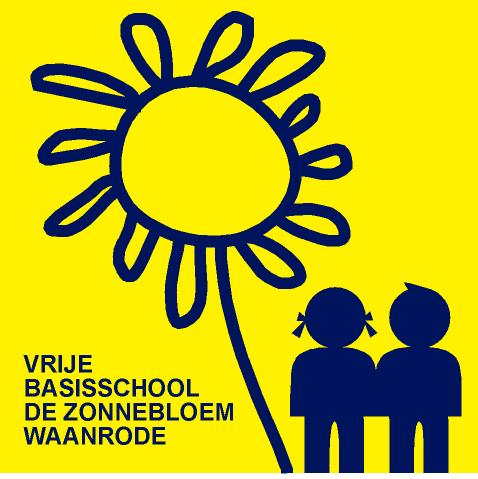 VRIJE
BASISSCHOOL
DE ZONNEBLOEM
WAANRODE